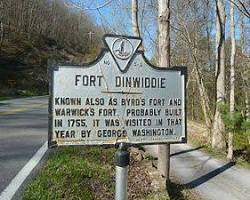 FORT DINWIDDIE
KNOWN ALSO AS BYRD'S FORT AND
WARWICK'S FORT. PROBABLY BUILT
IN 1755. IT WAS VISITED IN THAT
YEAR BY GEORGE WASHINGTON.